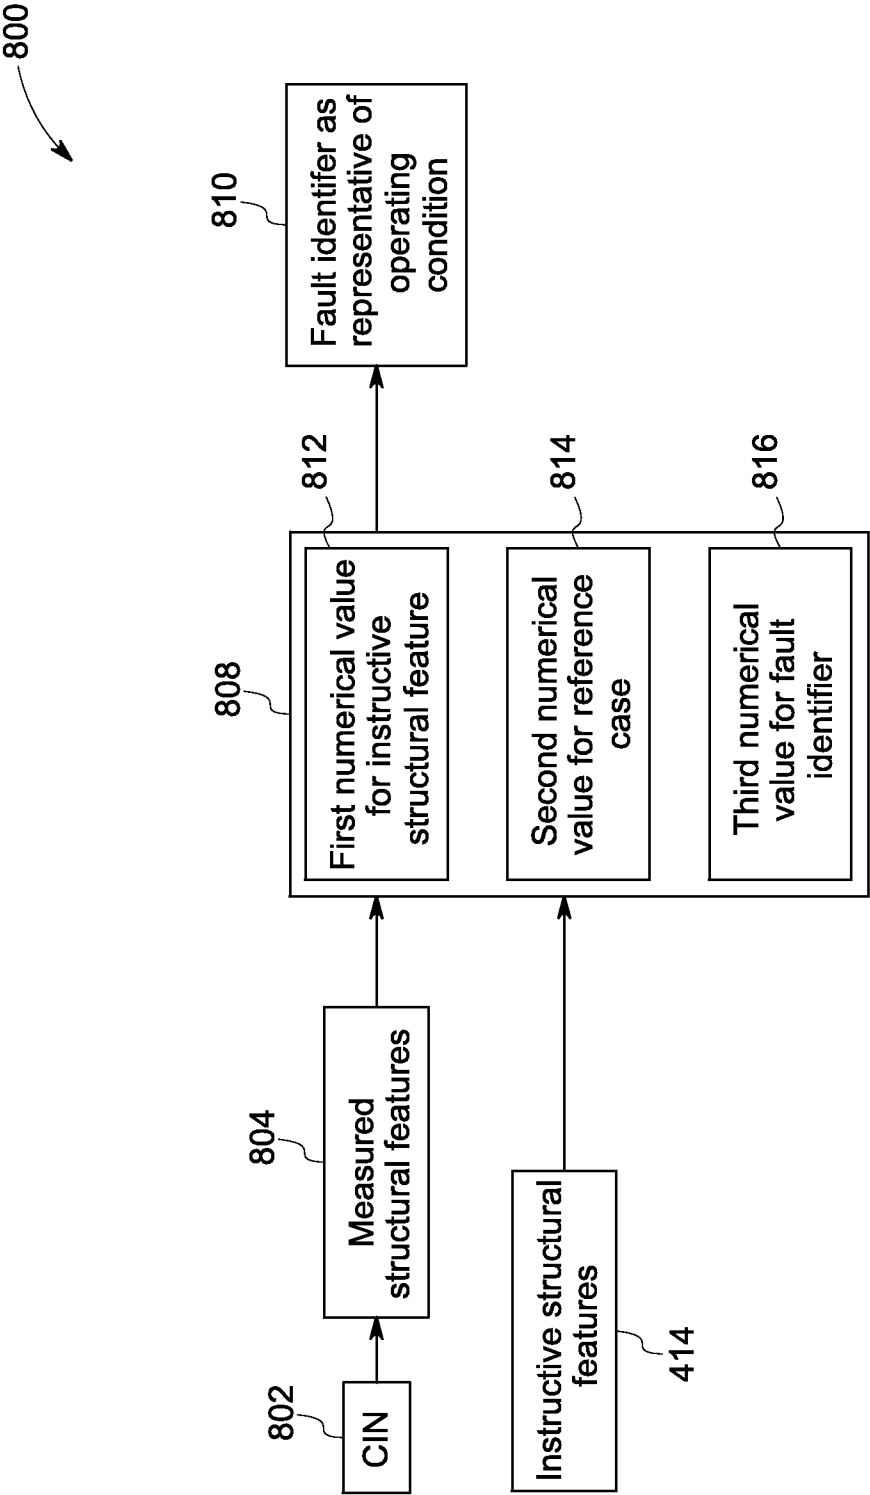 800
802
CIN
804
Measured
structural features
414
Instructive structural
features
808
812
First numerical value
for instructive
structural feature
814
Second numerical
value for reference
case
816
Third numerical
value for fault
identifier
810
Fault identifer as
representative of
operating
condition